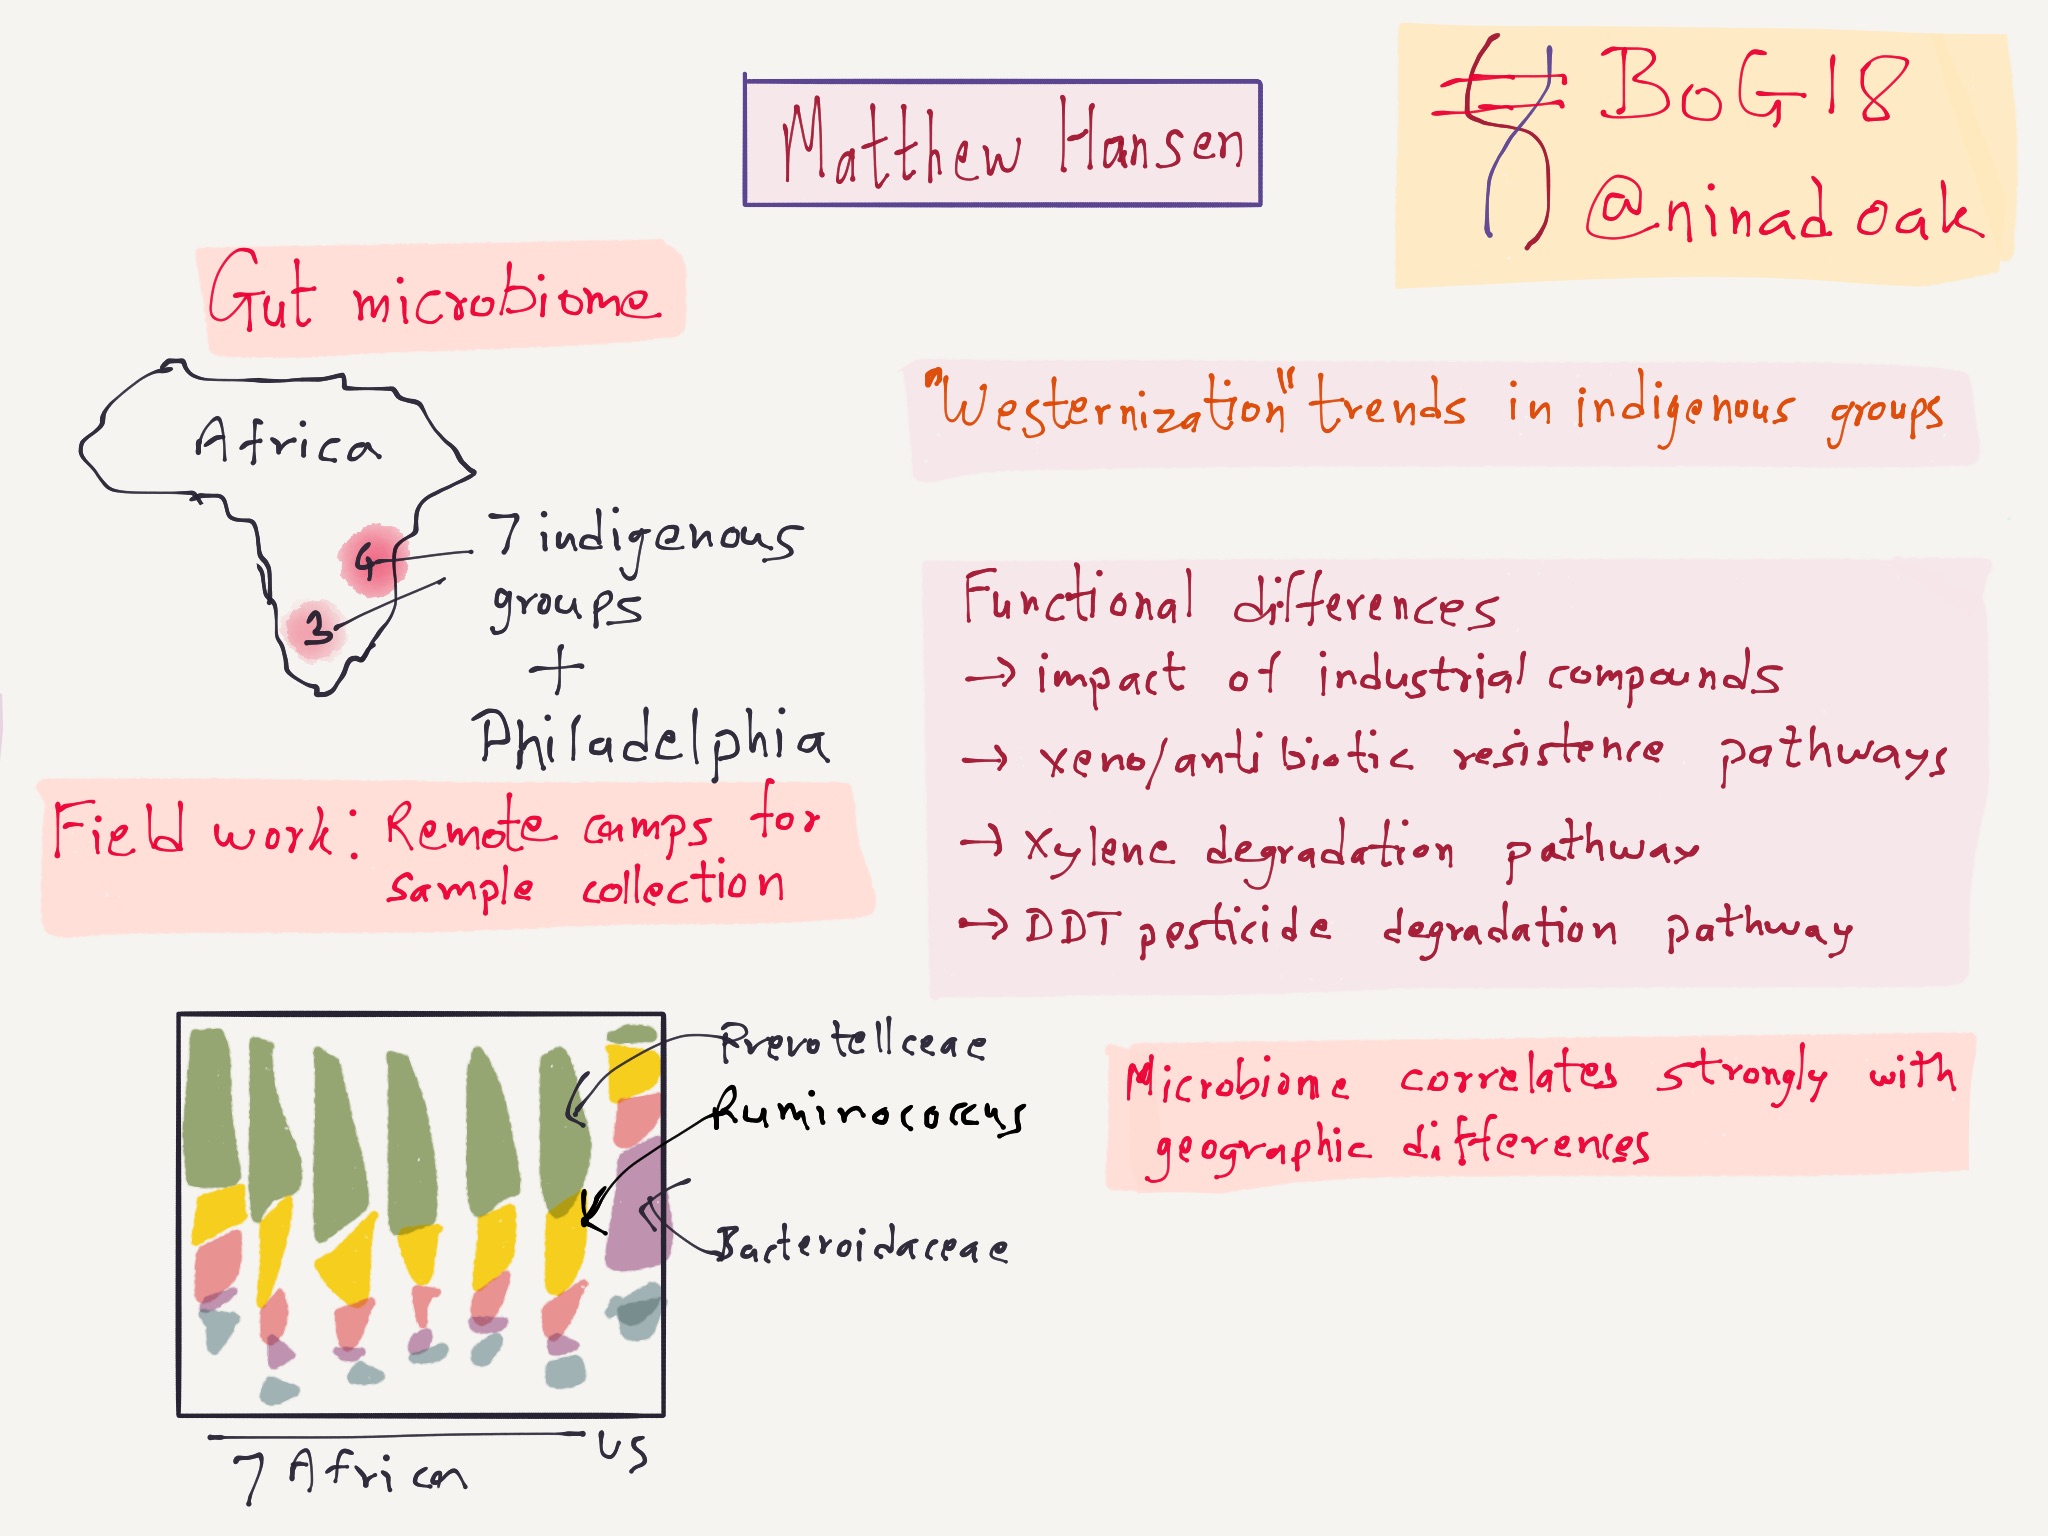 Matthew Hansen
# BoG18
@ninadoak
Gut microbiome
Africa
4
3
7 indigenous
groups
+
Philadelphia
Field work: Remote camps for
sample collection
Prevotellceae
Ruminococcus
Bacteroidaceae
7 African
US
"Westernization" trends in indigenous groups
Functional differences
→ impact of industrial compounds
→ xeno/antibiotic resistence pathways
→ Xylene degradation pathway
→ DDT pesticide degradation pathway
Microbiome correlates strongly with
geographic differences